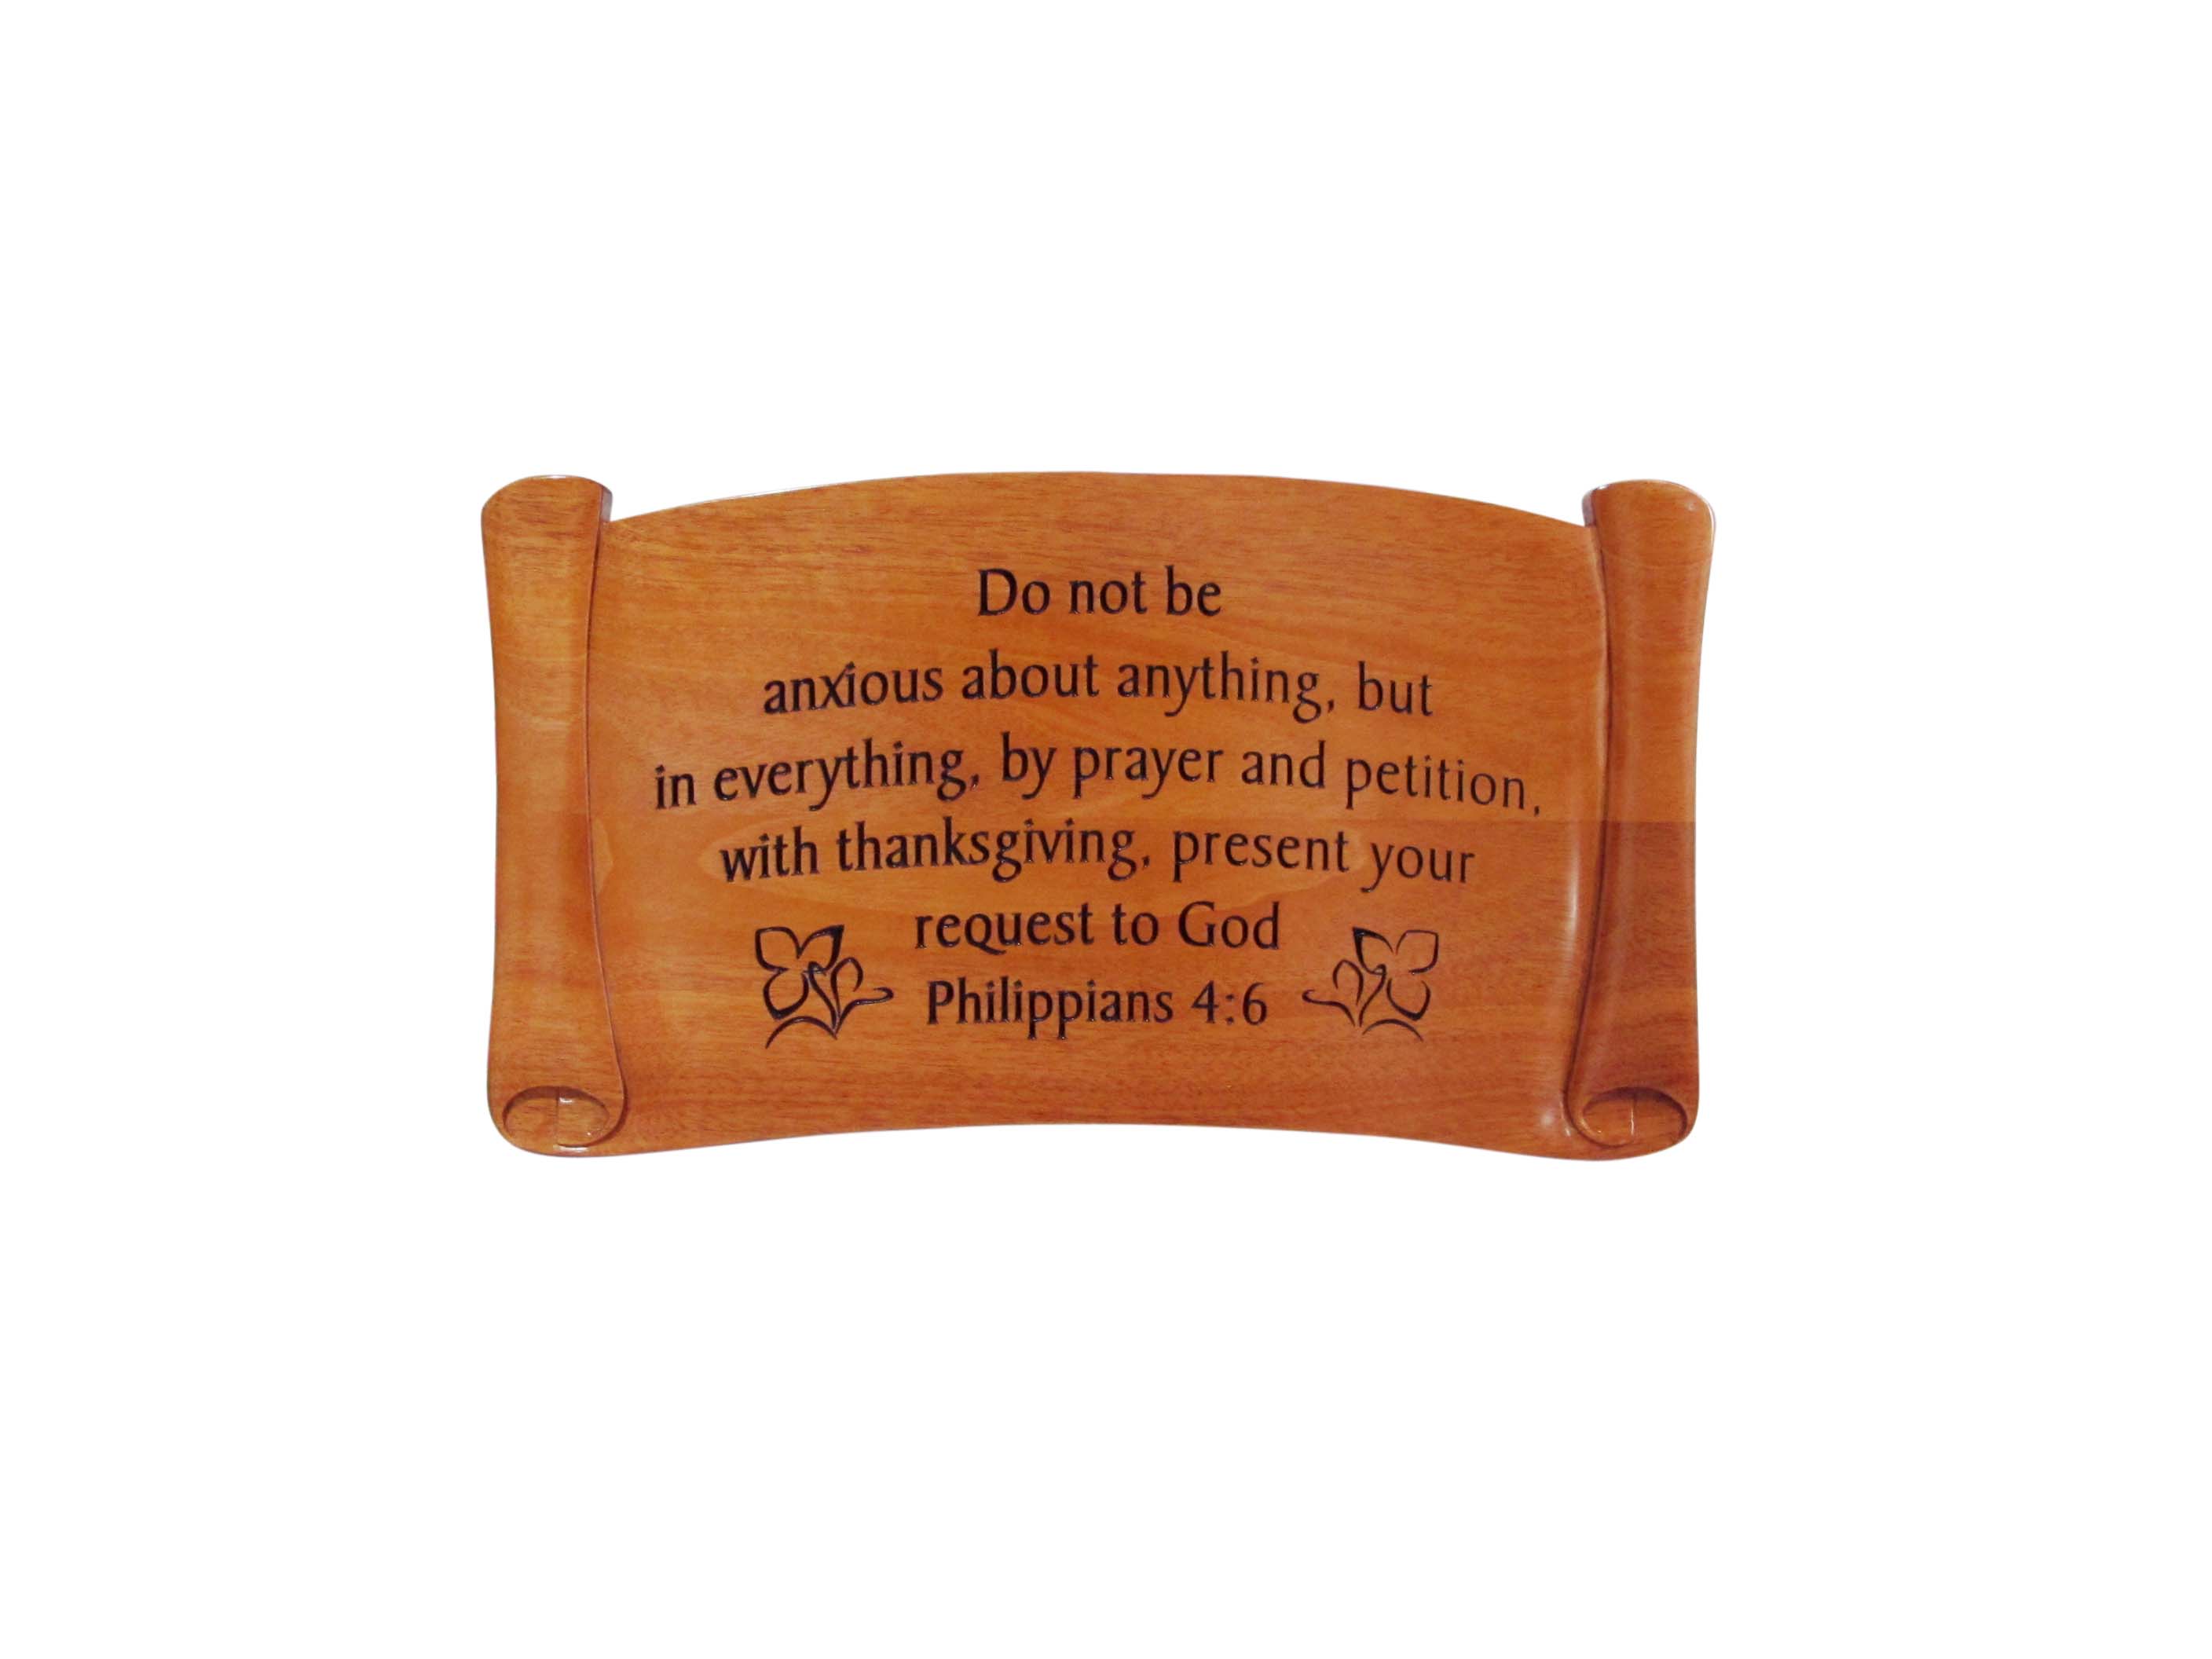 Do not be
anxious about anything, but
in everything, by prayer and petition,
with thanksgiving, present your
request to God
Philippians 4:6